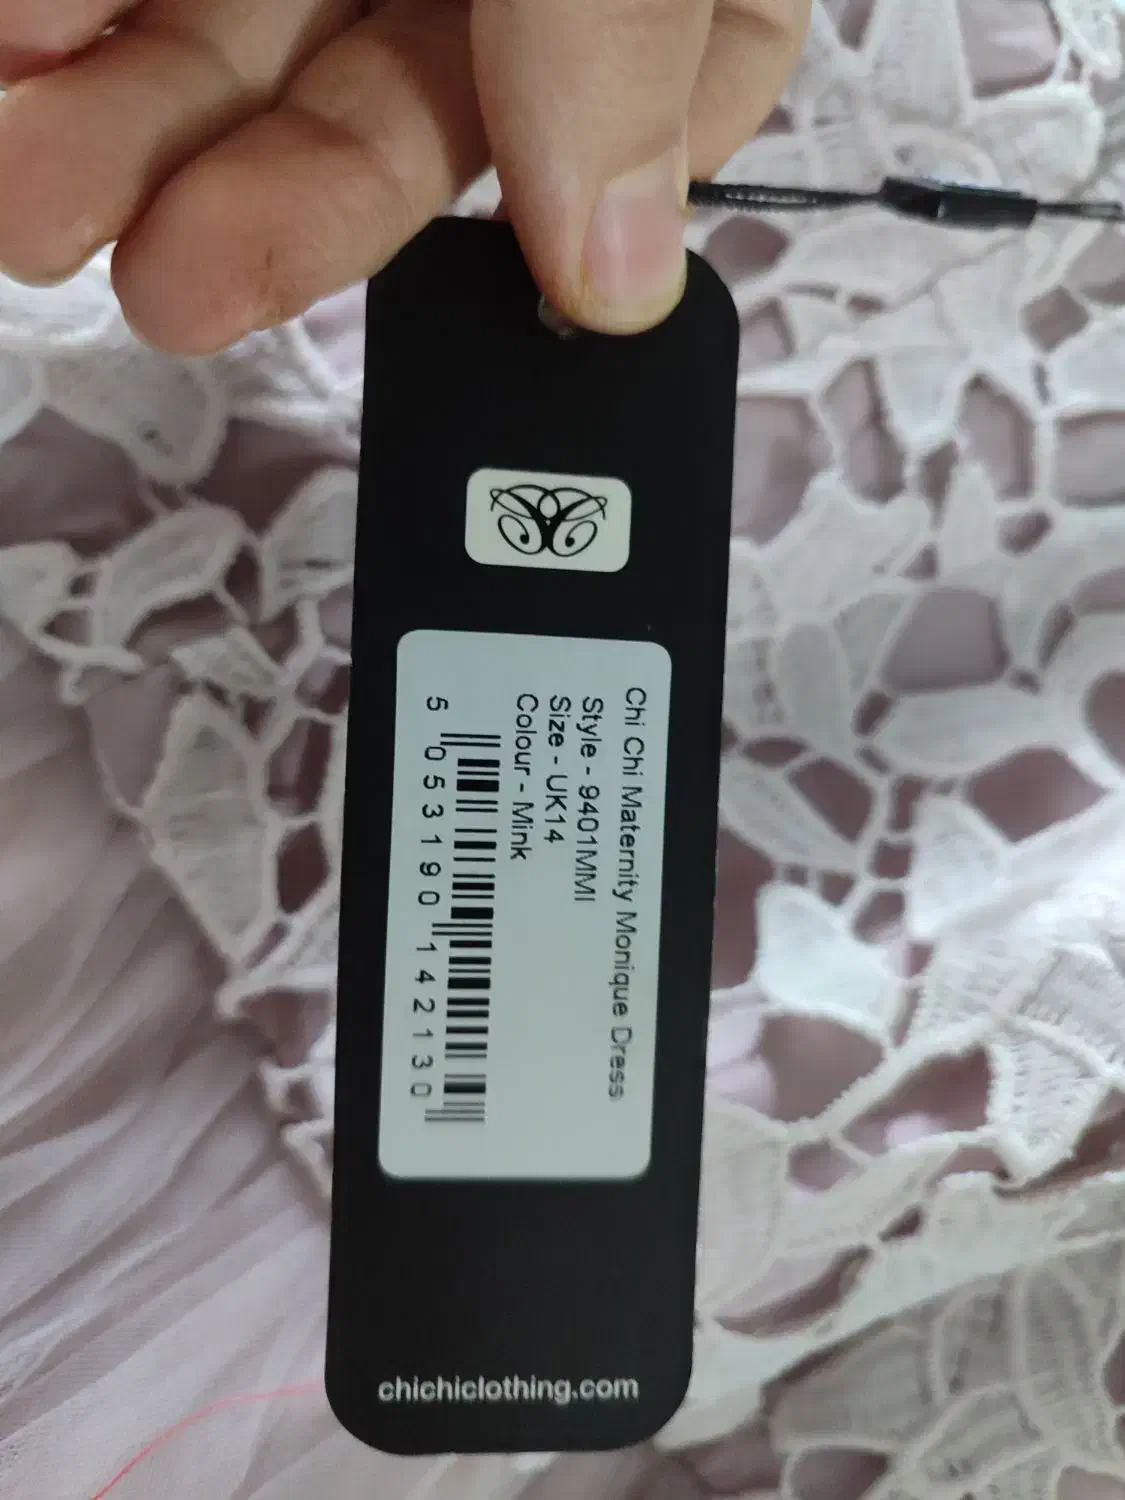 Chi Chi Maternity Monique Dress
Style - 9401MMI
Size - UK14
Colour - Mink
5 053190 142130
chichiclothing.com